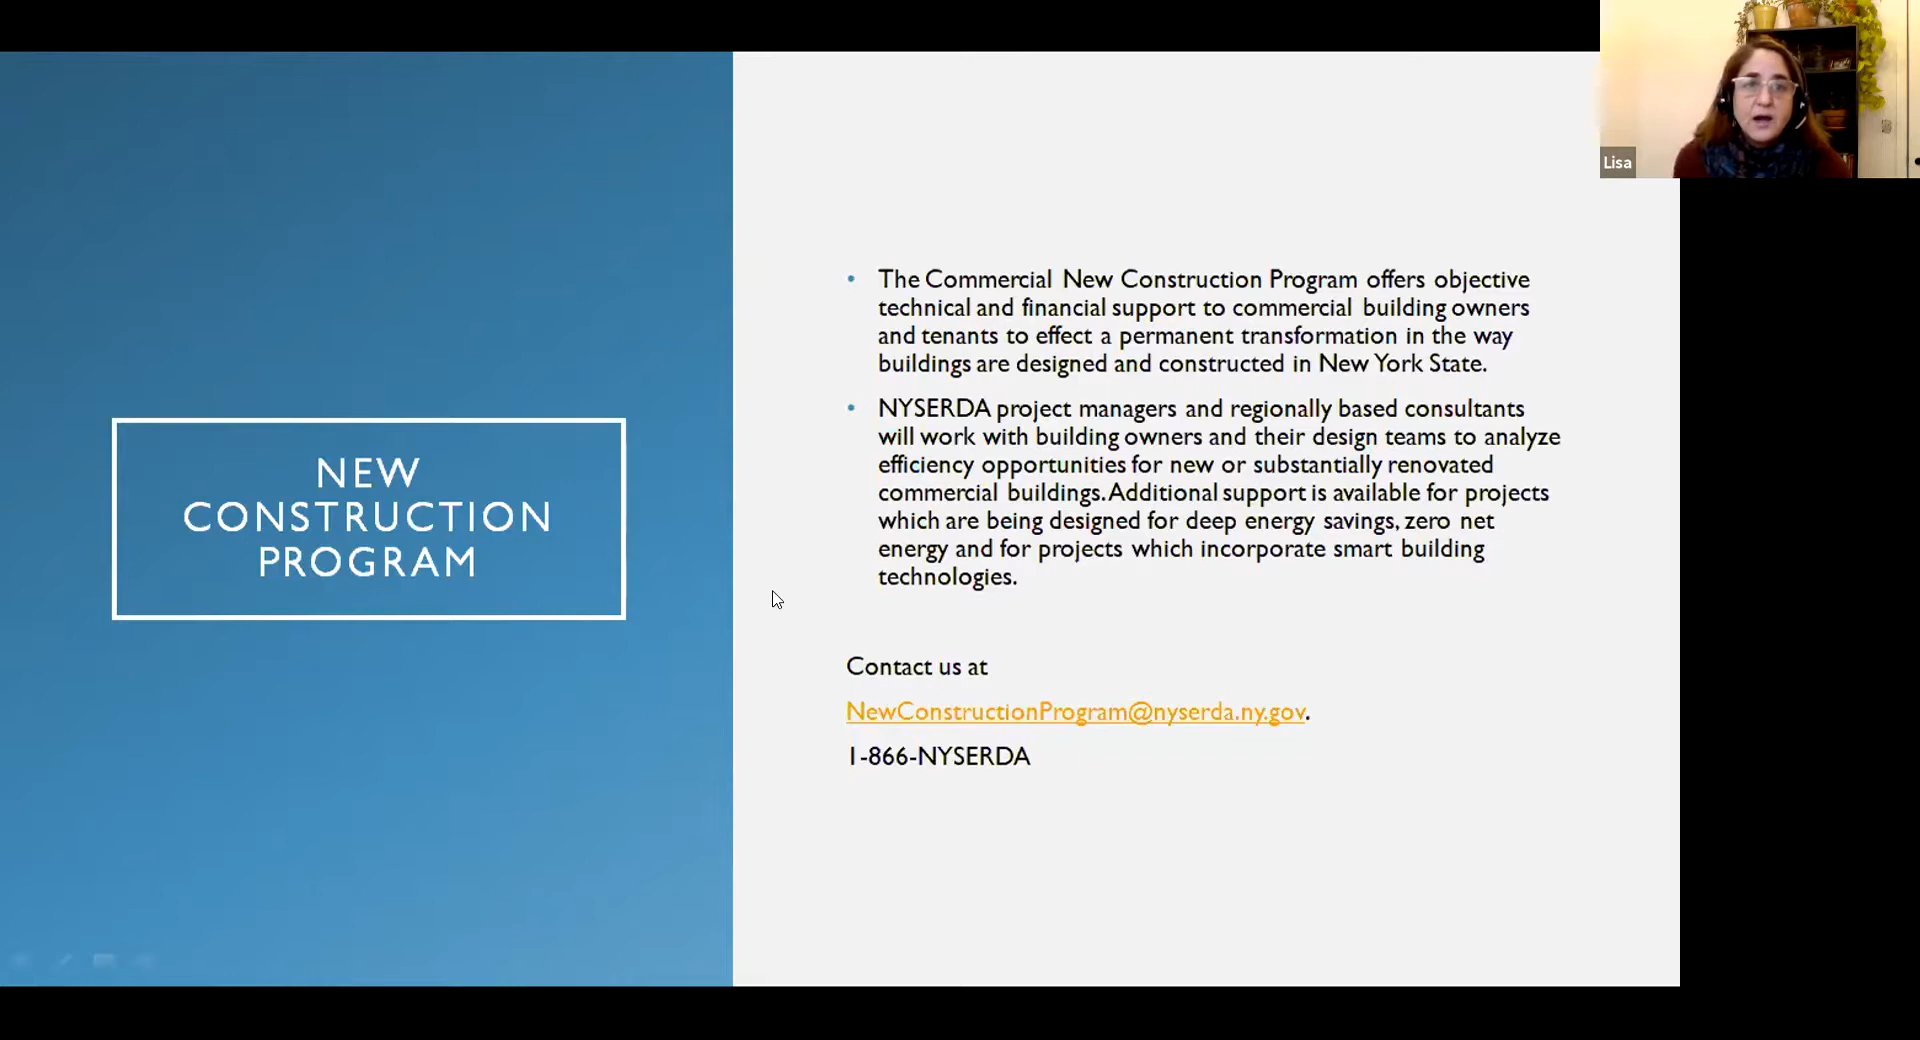 NEW
CONSTRUCTION
PROGRAM
• The Commercial New Construction Program offers objective
technical and financial support to commercial building owners
and tenants to effect a permanent transformation in the way
buildings are designed and constructed in New York State.
• NYSERDA project managers and regionally based consultants
will work with building owners and their design teams to analyze
efficiency opportunities for new or substantially renovated
commercial buildings. Additional support is available for projects
which are being designed for deep energy savings, zero net
energy and for projects which incorporate smart building
technologies.
Contact us at
NewConstructionProgram@nyserda.ny.gov.
1-866-NYSERDA
Lisa